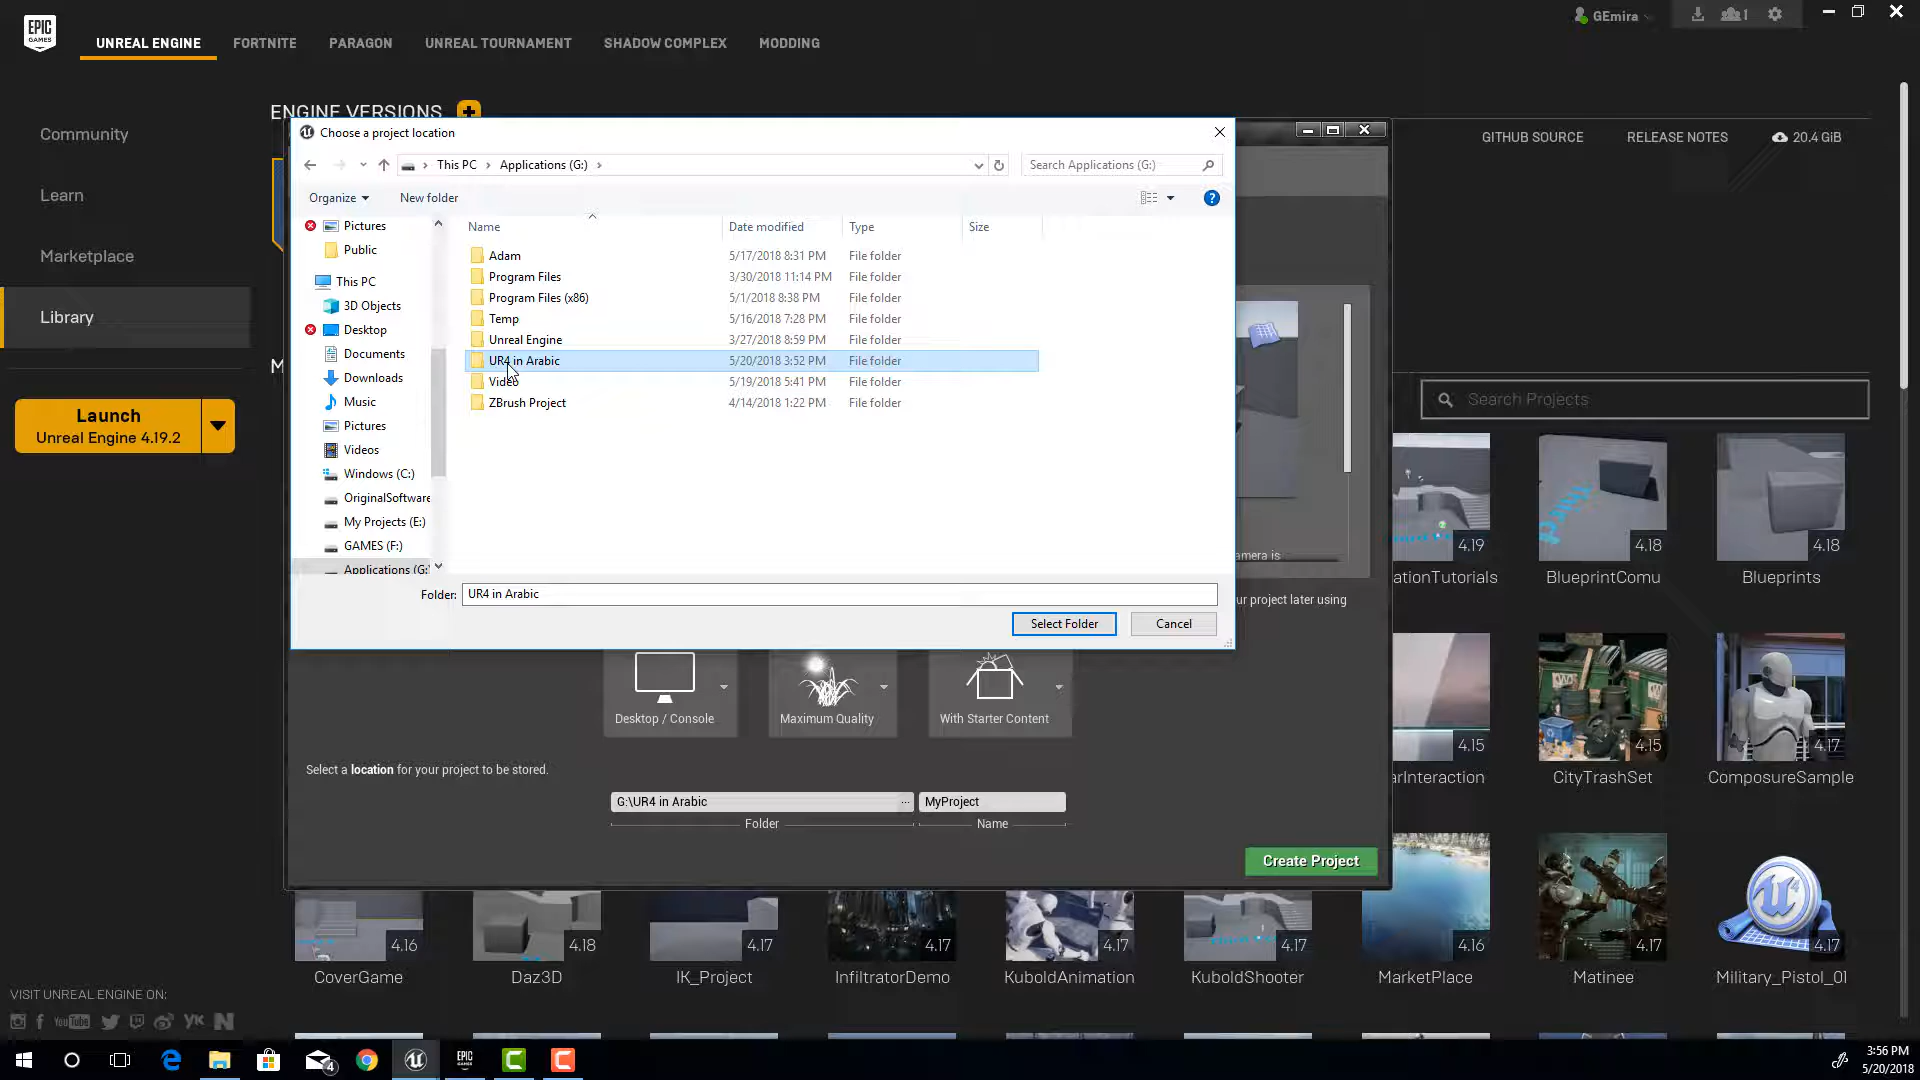 EPIC GAMES
UNREAL ENGINE
FORTNITE
PARAGON
UNREAL TOURNAMENT
SHADOW COMPLEX
MODDING
GEmira
1
Community
Learn
Marketplace
Library
Launch
Unreal Engine 4.19.2
ENGINE VERSIONS
GITHUB SOURCE
RELEASE NOTES
20.4 GiB
Choose a project location
This PC
Applications (G:)
Search Applications (G:)
Organize
New folder
Pictures
Public
This PC
3D Objects
Desktop
Documents
Downloads
Music
Pictures
Videos
Windows (C:)
OriginalSoftware
My Projects (E:)
GAMES (F:)
Applications (G:
Name
Date modified
Type
Size
Adam 5/17/2018 8:31 PM File folder
Program Files 3/30/2018 11:14 PM File folder
Program Files (x86) 5/1/2018 8:38 PM File folder
Temp 5/16/2018 7:28 PM File folder
Unreal Engine 3/27/2018 8:59 PM File folder
UR4 in Arabic 5/20/2018 3:52 PM File folder
Video 5/19/2018 5:41 PM File folder
ZBrush Project 4/14/2018 1:22 PM File folder
Folder: UR4 in Arabic
Select Folder
Cancel
amera is
ur project later using
Desktop / Console
Maximum Quality
With Starter Content
Select a location for your project to be stored.
G:\UR4 in Arabic
...
MyProject
Folder
Name
Create Project
M
Search Projects
4.19
4.18
4.18
ationTutorials
BlueprintComu
Blueprints
4.15
4.15
4.17
arInteraction
CityTrashSet
ComposureSample
4.16
4.18
4.17
4.17
4.17
4.17
4.16
4.17
4.17
CoverGame
Daz3D
IK_Project
InfiltratorDemo
KuboldAnimation
KuboldShooter
MarketPlace
Matinee
Military_Pistol_01
VISIT UNREAL ENGINE ON:
YouTube
4
EPIC
3:56 PM
5/20/2018